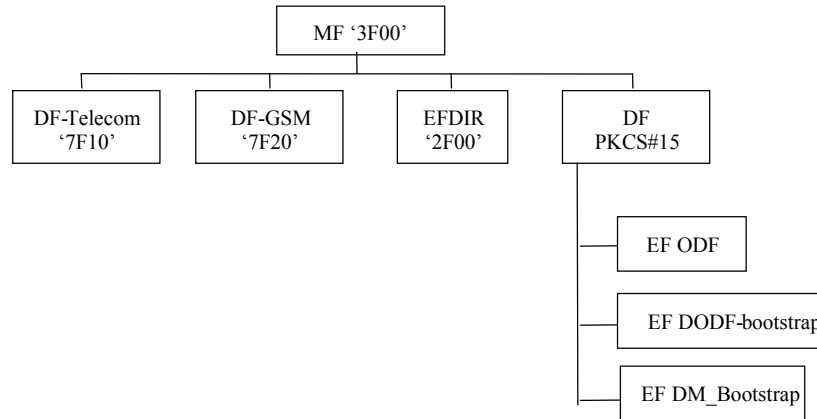 MF ‘3F00’
DF-Telecom
‘7F10’
DF-GSM
‘7F20’
EFDIR
‘2F00’
DF
PKCS#15
EF ODF
EF DODF-bootstrap
EF DM_Bootstrap